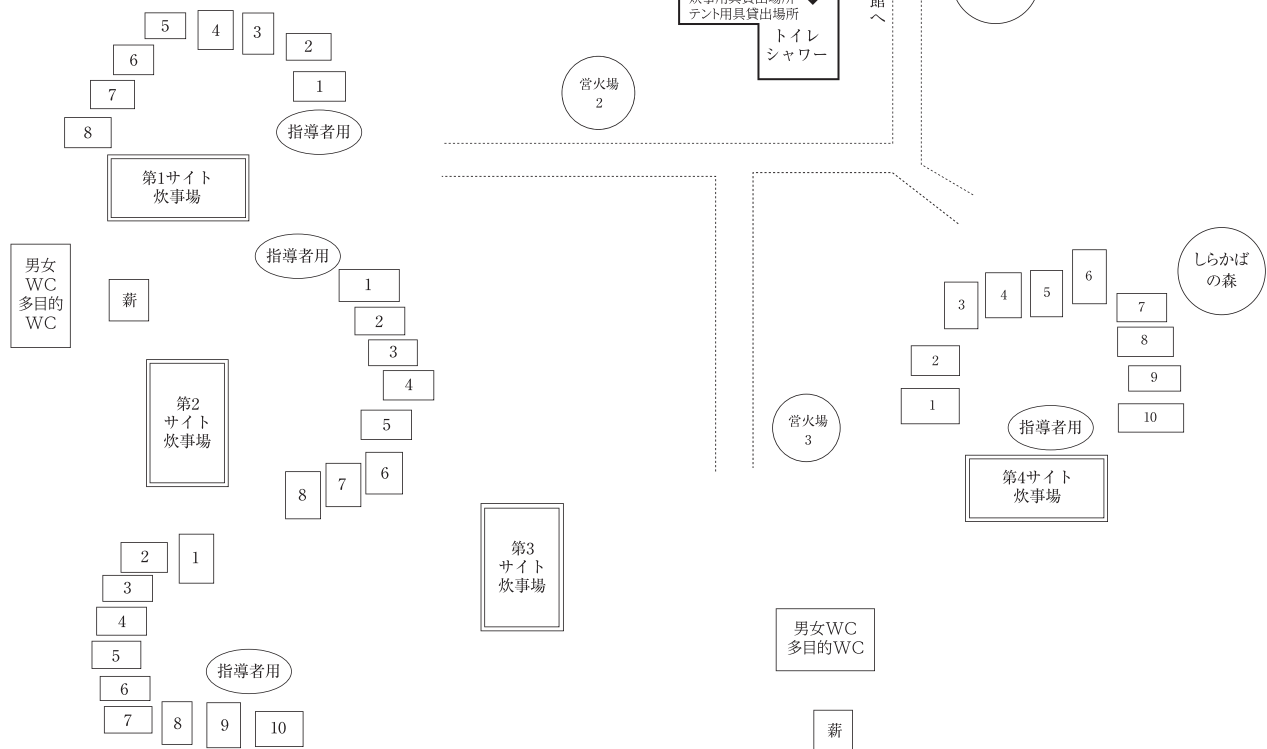 テント用具貸出場所
トイレ
シャワー
館へ
営火場
2
5
4
3
2
6
1
7
8
指導者用
第1サイト
炊事場
男女
WC
多目的
WC
薪
指導者用
1
2
3
4
5
6
7
8
第2
サイト
炊事場
しらかば
の森
6
5
4
3
7
8
2
9
1
10
指導者用
第4サイト
炊事場
営火場
3
第3
サイト
炊事場
1
2
3
4
5
6
7
8
9
10
指導者用
男女WC
多目的WC
薪